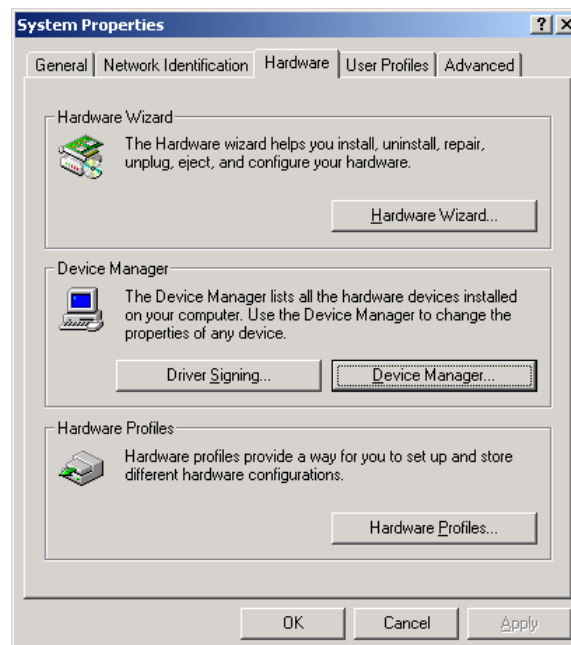 System Properties
General
Network Identification
Hardware
User Profiles
Advanced
Hardware Wizard
The Hardware wizard helps you install, uninstall, repair,
unplug, eject, and configure your hardware.
Hardware Wizard...
Device Manager
The Device Manager lists all the hardware devices installed
on your computer. Use the Device Manager to change the
properties of any device.
Driver Signing...
Device Manager...
Hardware Profiles
Hardware profiles provide a way for you to set up and store
different hardware configurations.
Hardware Profiles...
OK
Cancel
Apply